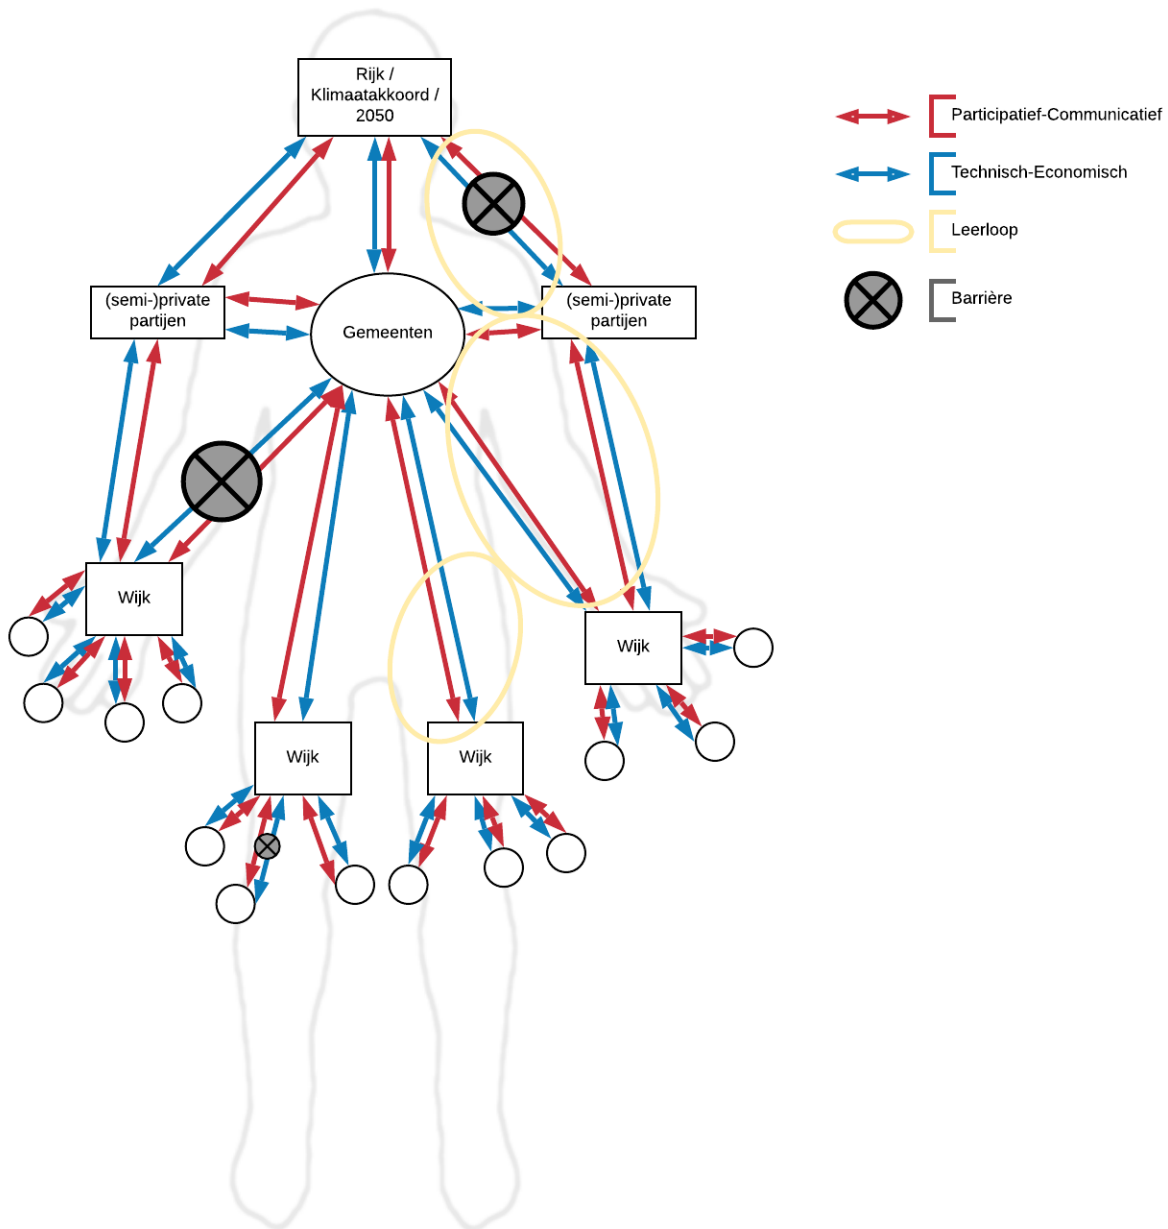 Rijk /
Klimaatakkoord /
2050
Participatief-Communicatief
Technisch-Economisch
Leerloop
Barrière
(semi-)private
partijen
Gemeenten
(semi-)private
partijen
Wijk
Wijk
Wijk
Wijk